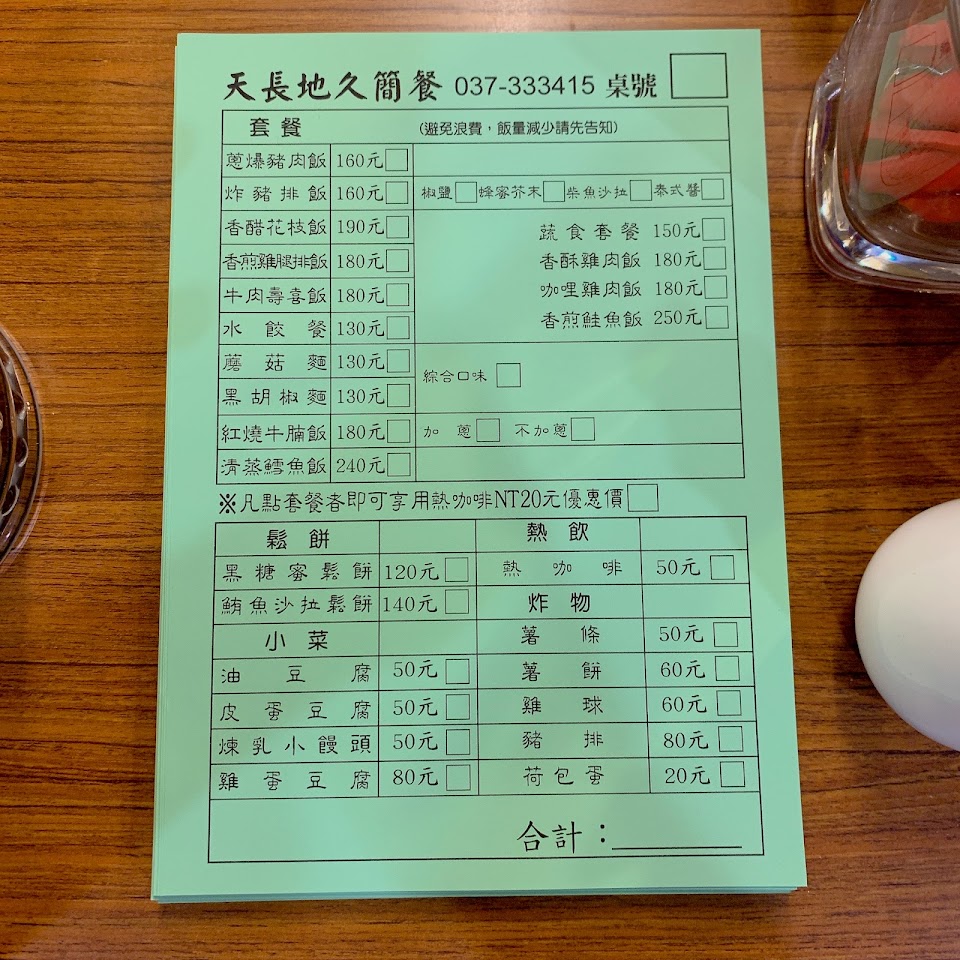 天長地久簡餐 037-333415 桌號
套餐 (避免浪費，飯量減少請先告知)
蔥爆豬肉飯 160元
炸豬排飯 160元 椒鹽 蜂蜜芥末 柴魚沙拉 泰式醬
香醋花枝飯 190元 蔬食套餐 150元
香煎雞腿排飯 180元 香酥雞肉飯 180元
牛肉壽喜飯 180元 咖哩雞肉飯 180元
水餃餐 130元 香煎鮭魚飯 250元
蘑菇麵 130元 綜合口味
黑胡椒麵 130元
紅燒牛腩飯 180元 加蔥 不加蔥
清蒸鱈魚飯 240元
※凡點套餐者即可享用熱咖啡NT20元優惠價
鬆餅 熱飲
黑糖蜜鬆餅 120元 熱咖啡 50元
鮪魚沙拉鬆餅 140元 炸物
小菜 薯條 50元
油豆腐 50元 薯餅 60元
皮蛋豆腐 50元 雞球 60元
煉乳小饅頭 50元 豬排 80元
雞蛋豆腐 80元 荷包蛋 20元
合計：